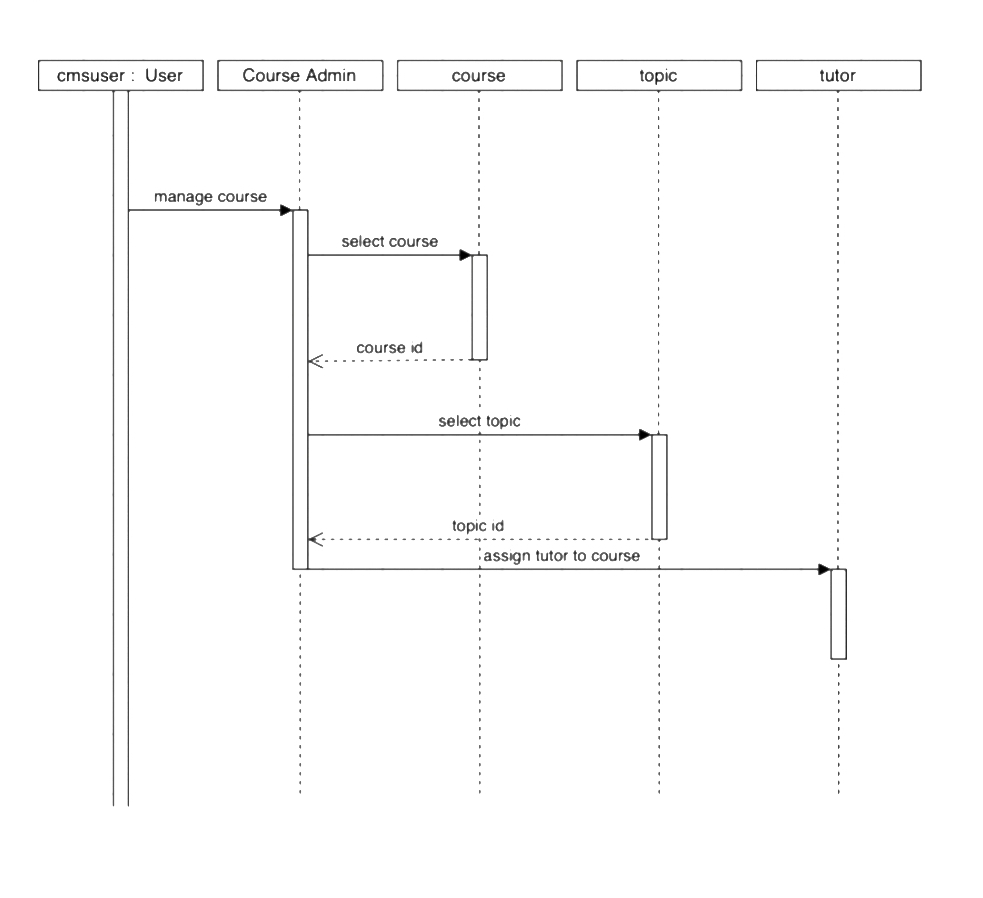 cmsuser : User
Course Admin
course
topic
tutor
manage course
select course
course id
select topic
topic id
assign tutor to course